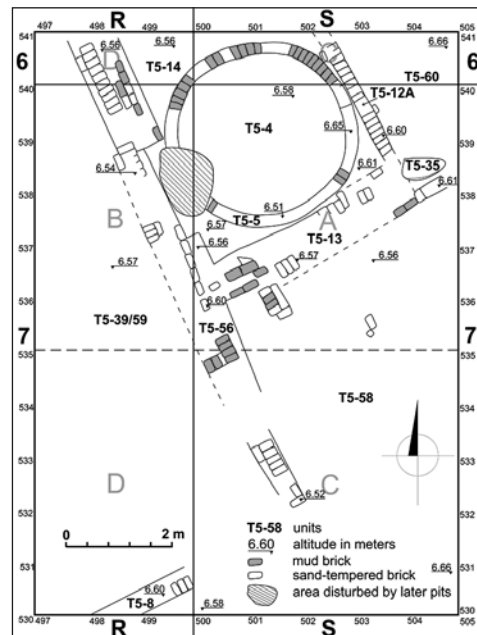 R S
541 497 498 499 500 501 502 503 504 505
6 6.56 6.56 6.66 6
D T5-14 T5-60
540 540
6.58 T5-12A
T5-4
539 6.65 6.60 539
6.54 6.61 T5-35
538 6.51 6.61 538
B T5-5 A
6.57 T5-13
537 6.56 537
6.57 6.57 6.56
536 6.60 536
T5-39/59 T5-56
7 7
535 535
T5-58
534 534
533 533
D C
6.52
532 532
0 2 m
T5-58 units
6.60 altitude in meters
mud brick
531 sand-tempered brick 6.66 531
area disturbed by later pits
6.60
T5-8 6.58
530 497 498 499 500 501 502 503 504 505 530
R S